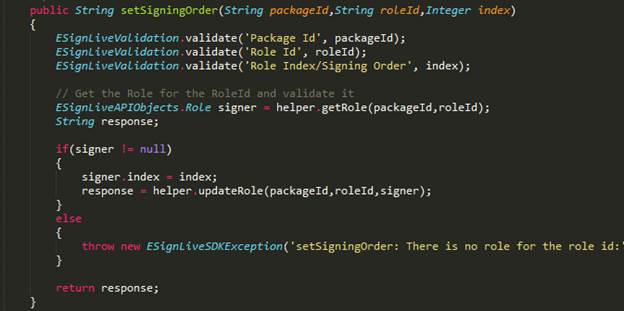 public String setSigningOrder(String packageId,String roleId,Integer index)
{
ESignLiveValidation.validate('Package Id', packageId);
ESignLiveValidation.validate('Role Id', roleId);
ESignLiveValidation.validate('Role Index/Signing Order', index);
// Get the Role for the RoleId and validate it
ESignLiveAPIObjects.Role signer = helper.getRole(packageId,roleId);
String response;
if(signer != null)
{
signer.index = index;
response = helper.updateRole(packageId,roleId,signer);
}
else
{
throw new ESignLiveSDKException('setSigningOrder: There is no role for the role id:'
}
return response;
}